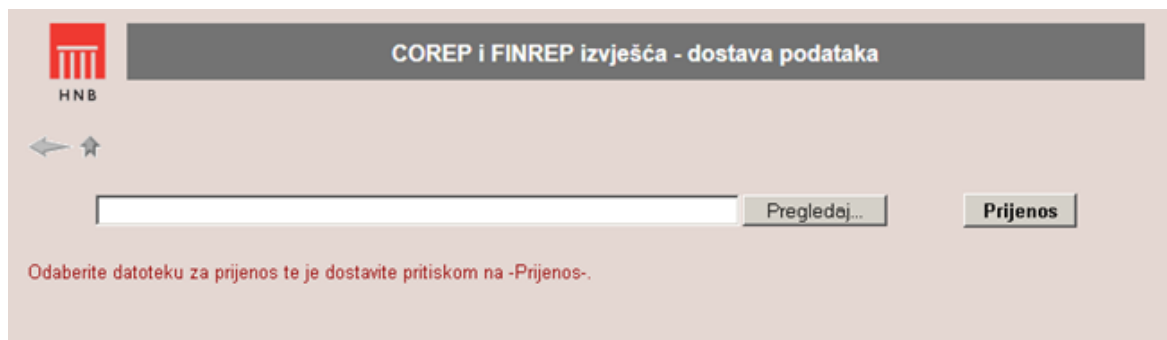 COREP i FINREP izvješća - dostava podataka
HNB
Pregledaj...
Prijenos
Odaberite datoteku za prijenos te je dostavite pritiskom na -Prijenos-.